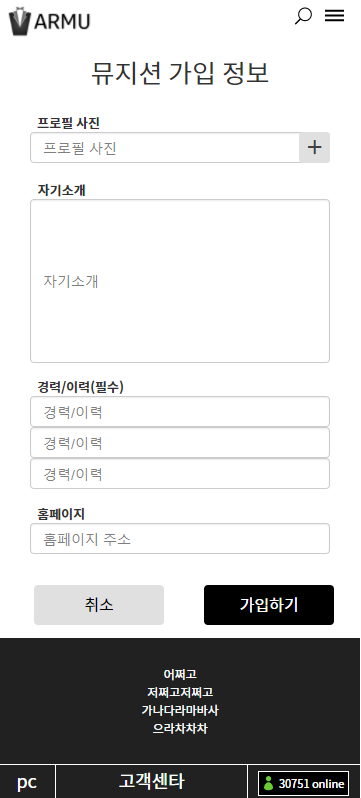 ARMU
뮤지션 가입 정보
프로필 사진
프로필 사진 +
자기소개
자기소개
경력/이력(필수)
경력/이력
경력/이력
경력/이력
홈페이지
홈페이지 주소
취소 가입하기
어쩌고
저쩌고저쩌고
가나다라마바사
으라차차차
pc 고객센타 30751 online